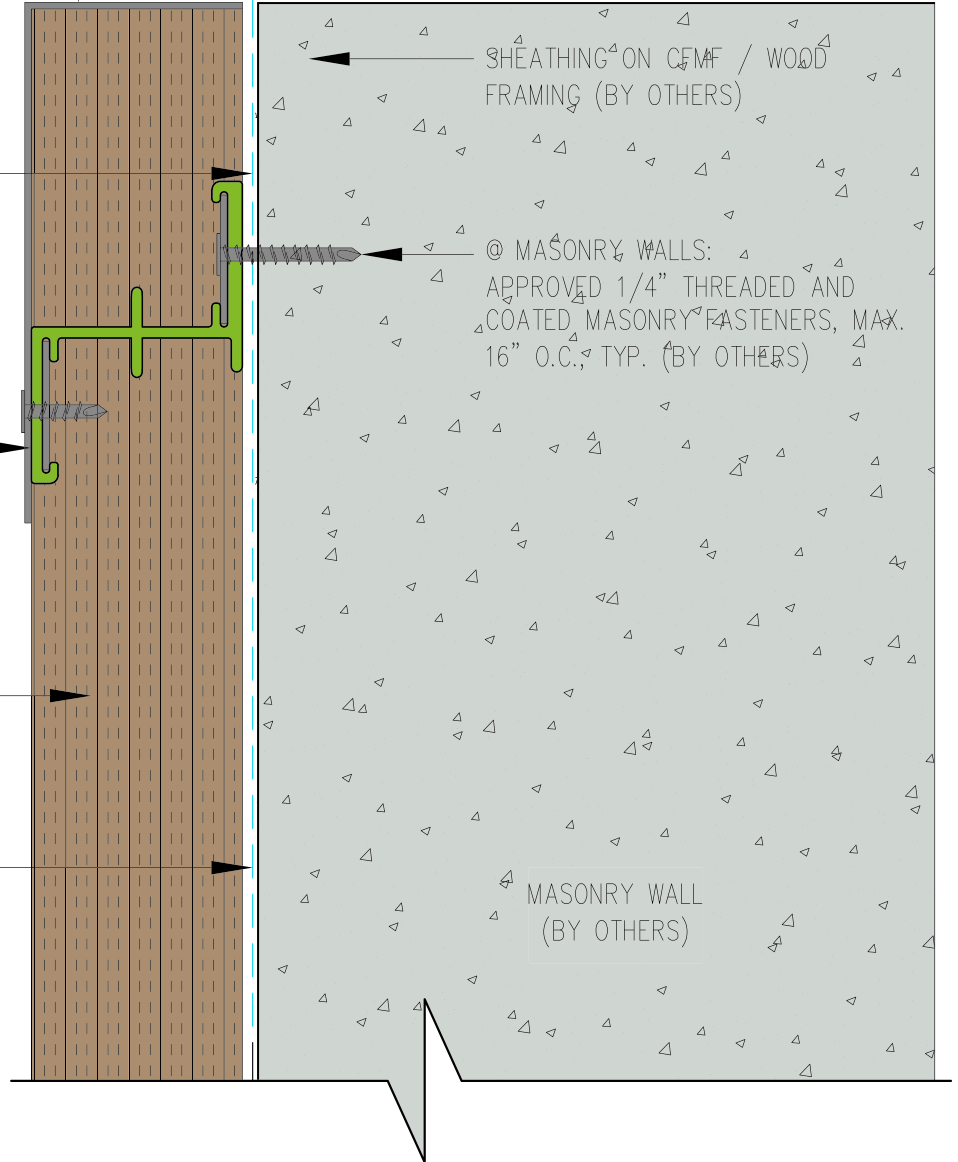 SHEATHING ON CFMF / WOOD
FRAMING (BY OTHERS)
@ MASONRY WALLS:
APPROVED 1/4" THREADED AND
COATED MASONRY FASTENERS, MAX.
16" O.C., TYP. (BY OTHERS)
MASONRY WALL
(BY OTHERS)